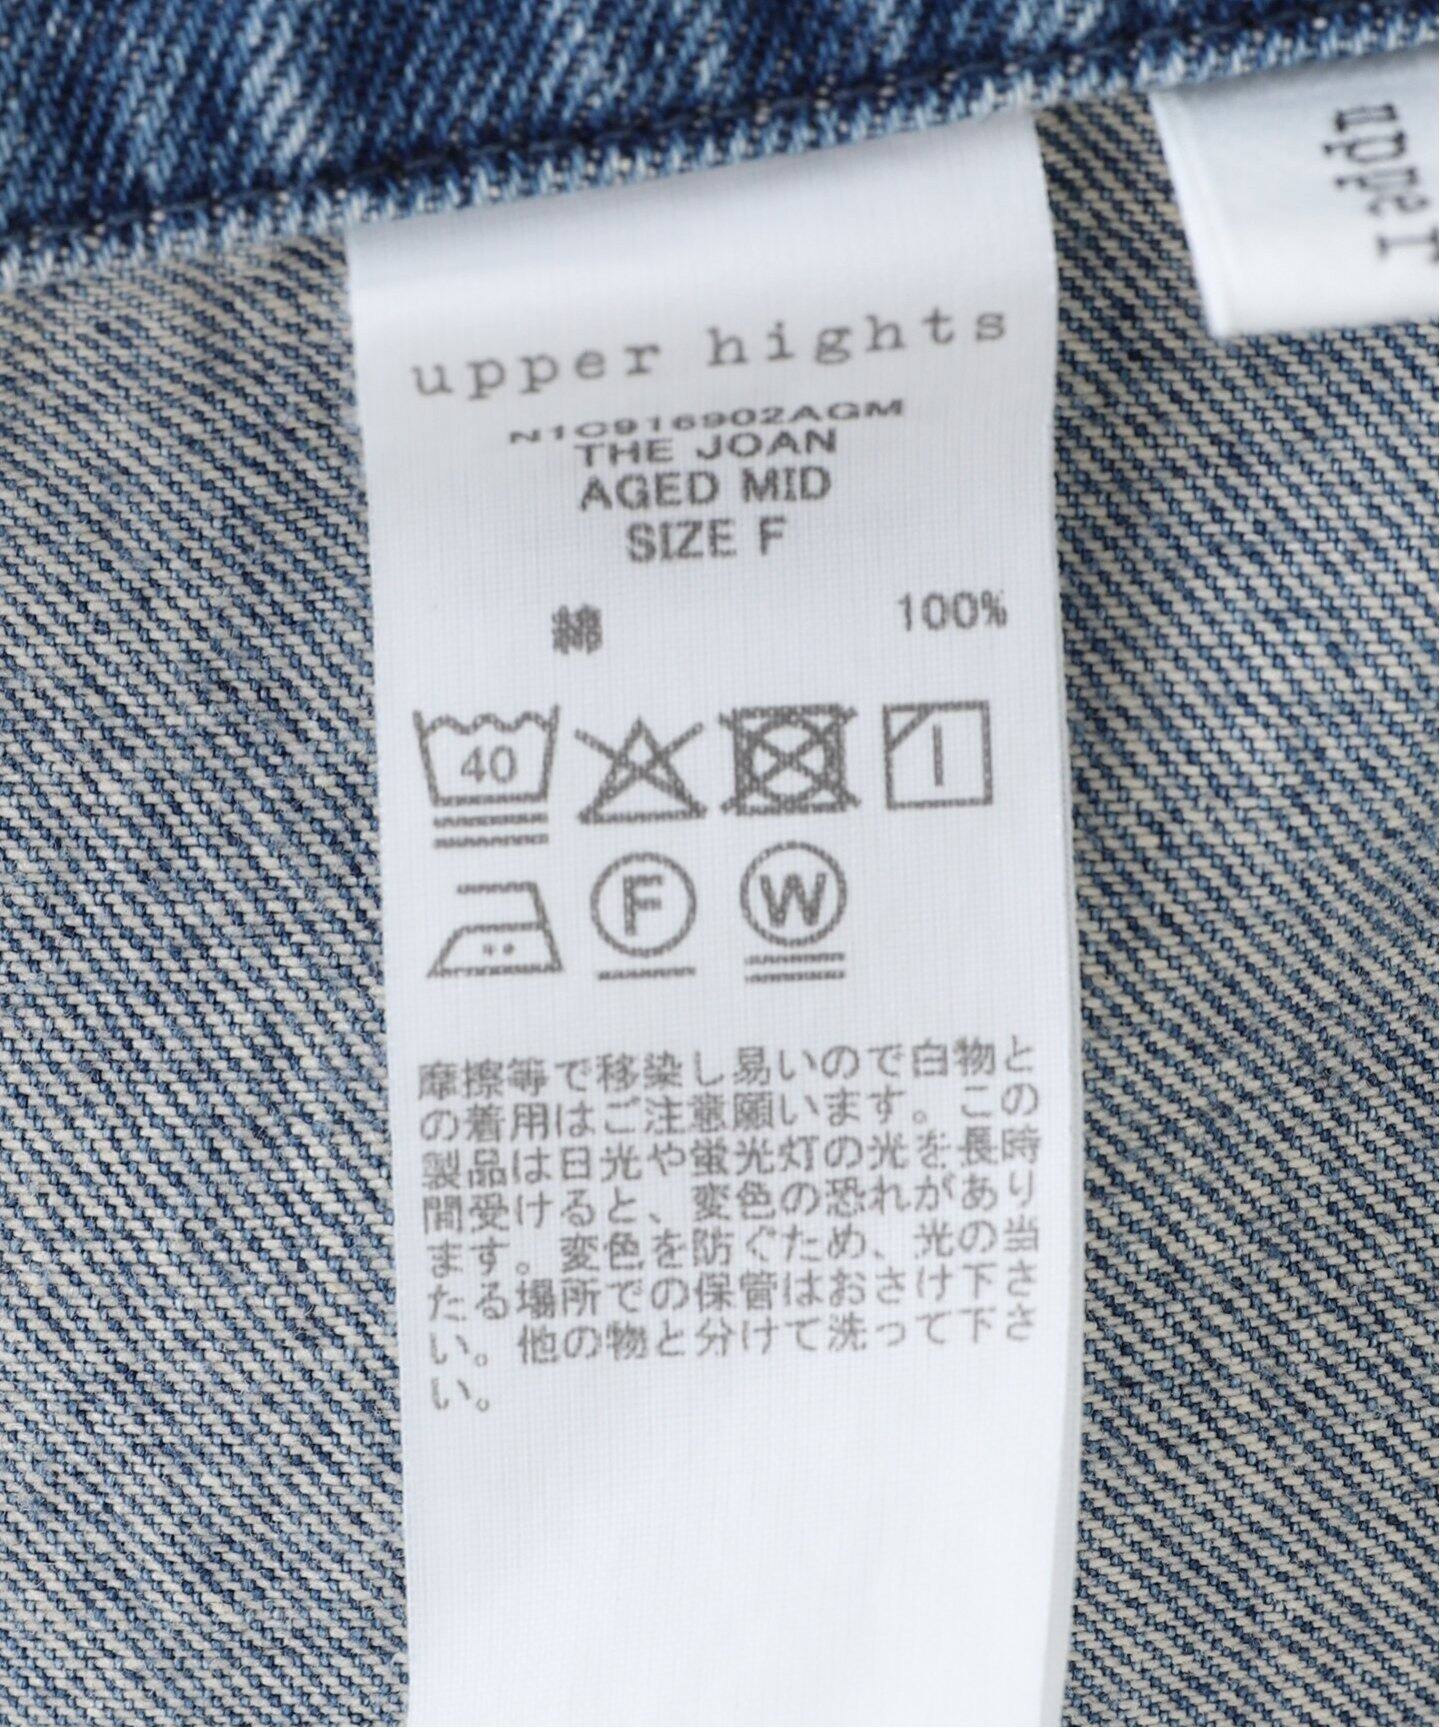 upper hights
N1C916902AGM
THE JOAN
AGED MID
SIZE F
綿 100%
40
F W
摩擦等で移染し易いので白物と
の着用はご注意願います。この
製品は日光や蛍光灯の光を長時
間受けると、変色の恐れがあり
ます。変色を防ぐため、光の当
たる場所での保管はおさけ下さ
い。他の物と分けて洗って下さ
い。